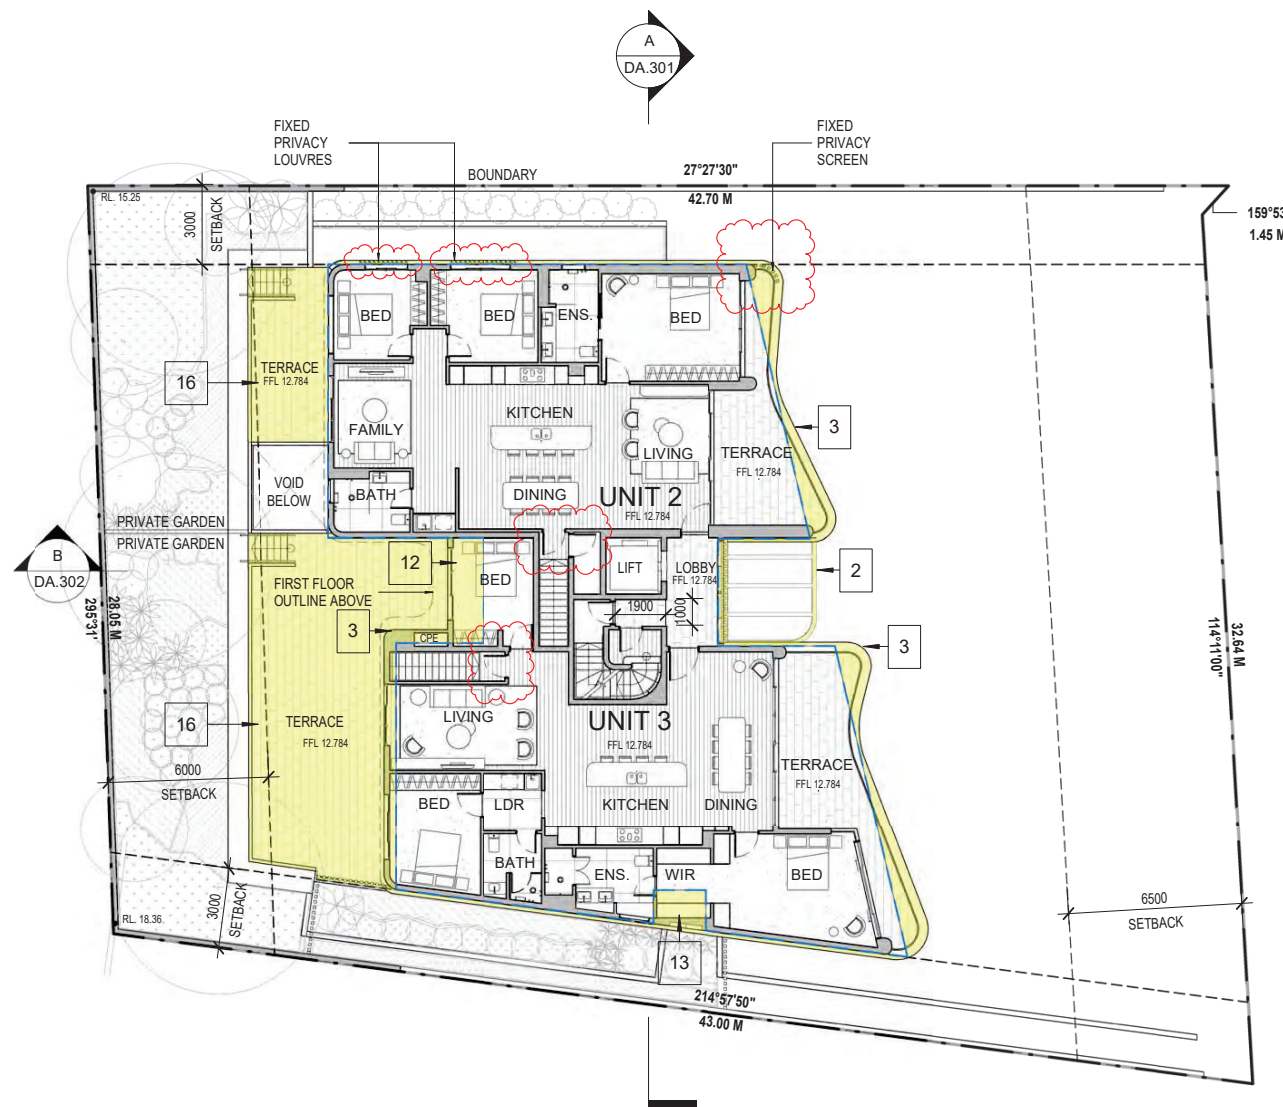 A
DA.301
FIXED
PRIVACY
LOUVRES
FIXED
PRIVACY
SCREEN
BOUNDARY
27°27'30"
42.70 M
RL. 15.25
3000
SETBACK
159°53
1.45 M
BED
BED
ENS.
BED
16
TERRACE
FFL 12.784
KITCHEN
FAMILY
LIVING
TERRACE
FFL 12.784
3
VOID
BELOW
BATH
DINING
UNIT 2
FFL 12.784
PRIVATE GARDEN
PRIVATE GARDEN
B
DA.302
12
BED
LIFT
LOBBY
FFL 12.784
2
FIRST FLOOR
OUTLINE ABOVE
1900
1000
3
CPE
3
28.05 M
295°31'
32.64 M
114°11'00"
16
TERRACE
FFL 12.784
LIVING
UNIT 3
FFL 12.784
TERRACE
FFL 12.784
6000
SETBACK
BED
LDR
KITCHEN
DINING
BATH
ENS.
WIR
BED
RL. 18.36
3000
SETBACK
6500
SETBACK
13
214°57'50"
43.00 M